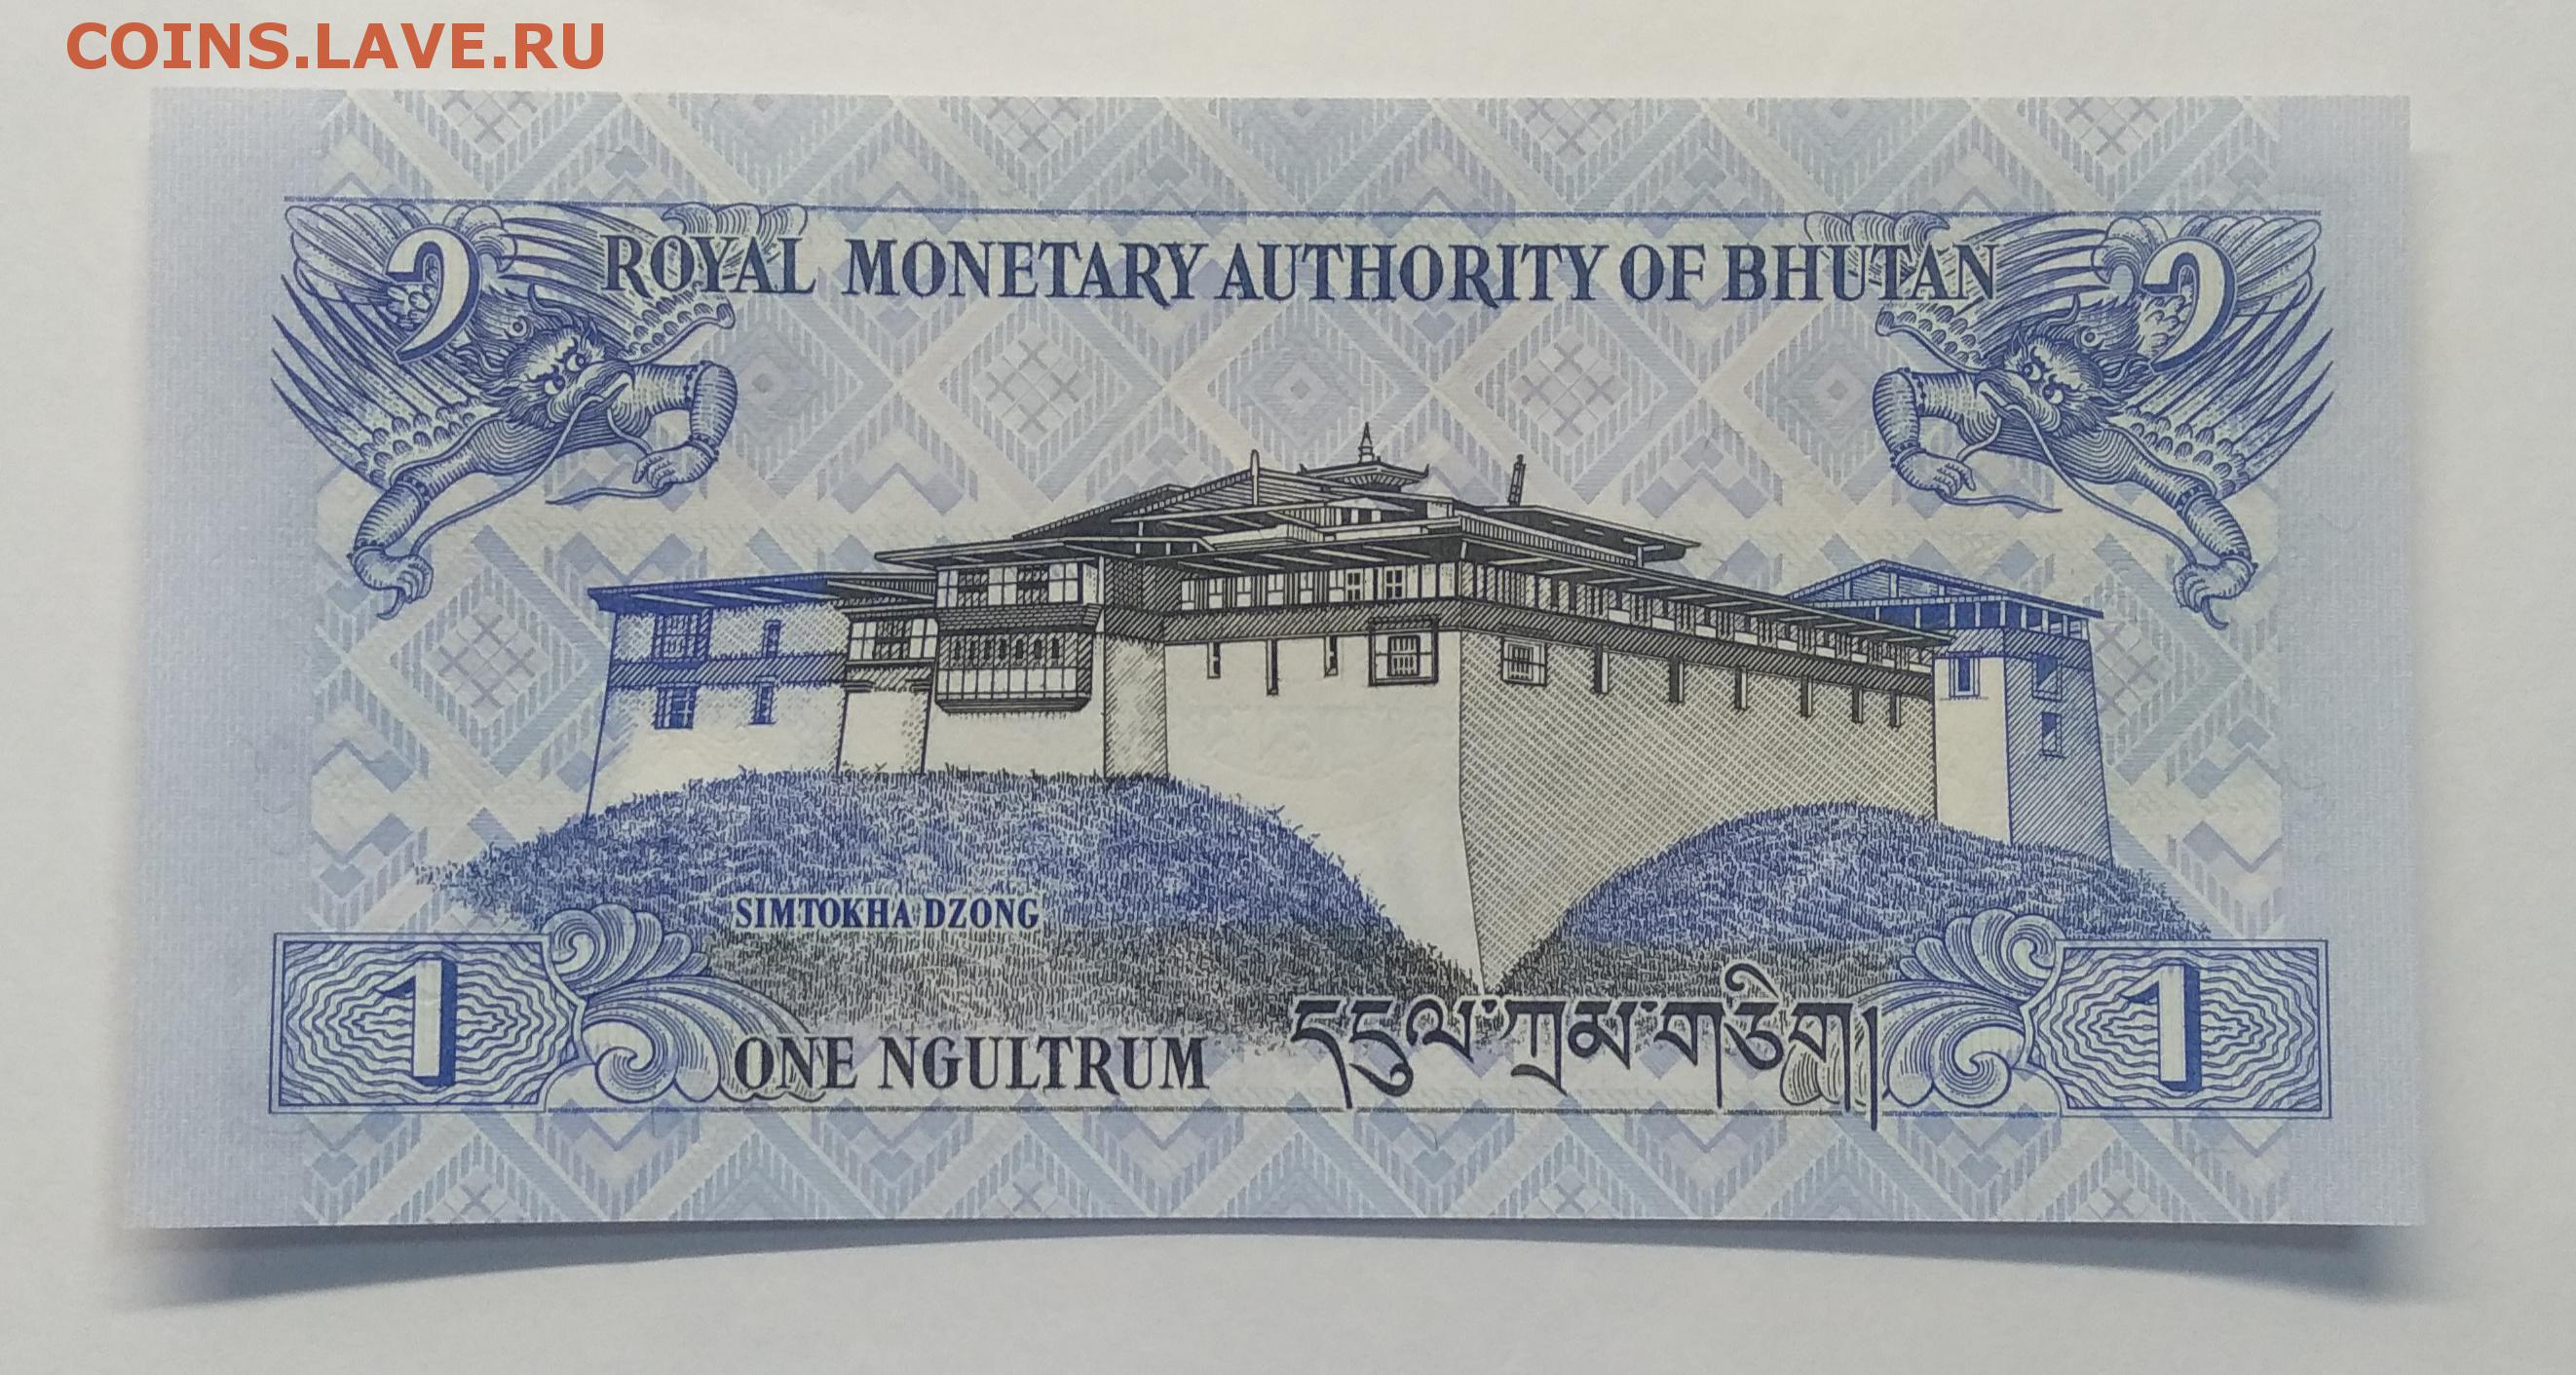 COINS.LAVE.RU
༡ ROYAL MONETARY AUTHORITY OF BHUTAN ༡
SIMTOKHA DZONG
1 ONE NGULTRUM དངུལ་ཀྲམ་གཅིག། 1